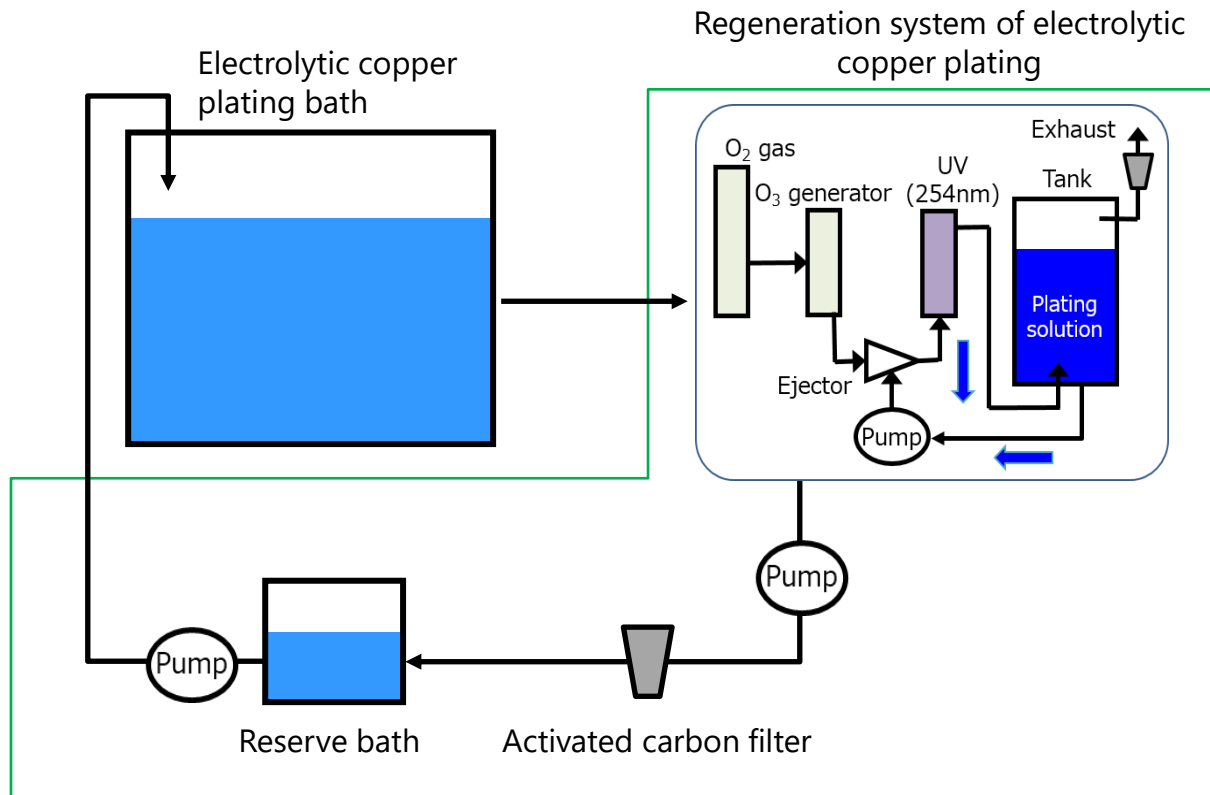 Regeneration system of electrolytic
copper plating
Electrolytic copper
plating bath
Exhaust
O₂ gas
UV
(254nm)
Tank
O₃ generator
Plating
solution
Ejector
Pump
Pump
Pump
Reserve bath
Activated carbon filter